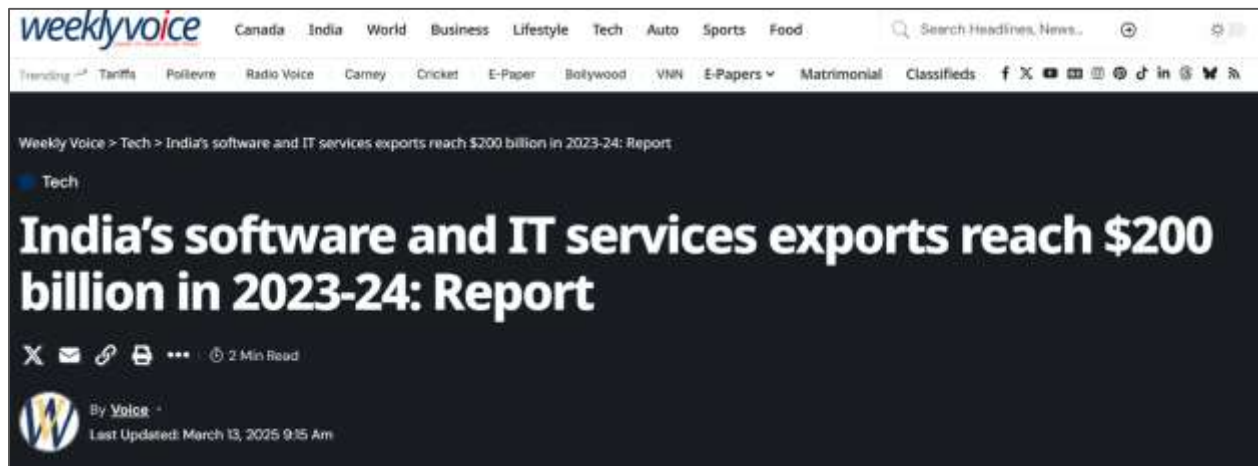 weeklyvoice Canada India World Business Lifestyle Tech Auto Sports Food Search Headlines, News...
Trending Tariffs Poilievre Radio Voice Carney Cricket E-Paper Bollywood VNN E-Papers Matrimonial Classifieds
Weekly Voice > Tech > India's software and IT services exports reach $200 billion in 2023-24: Report
Tech
India's software and IT services exports reach $200
billion in 2023-24: Report
2 Min Read
By Voice -
Last Updated: March 13, 2025 9:15 Am